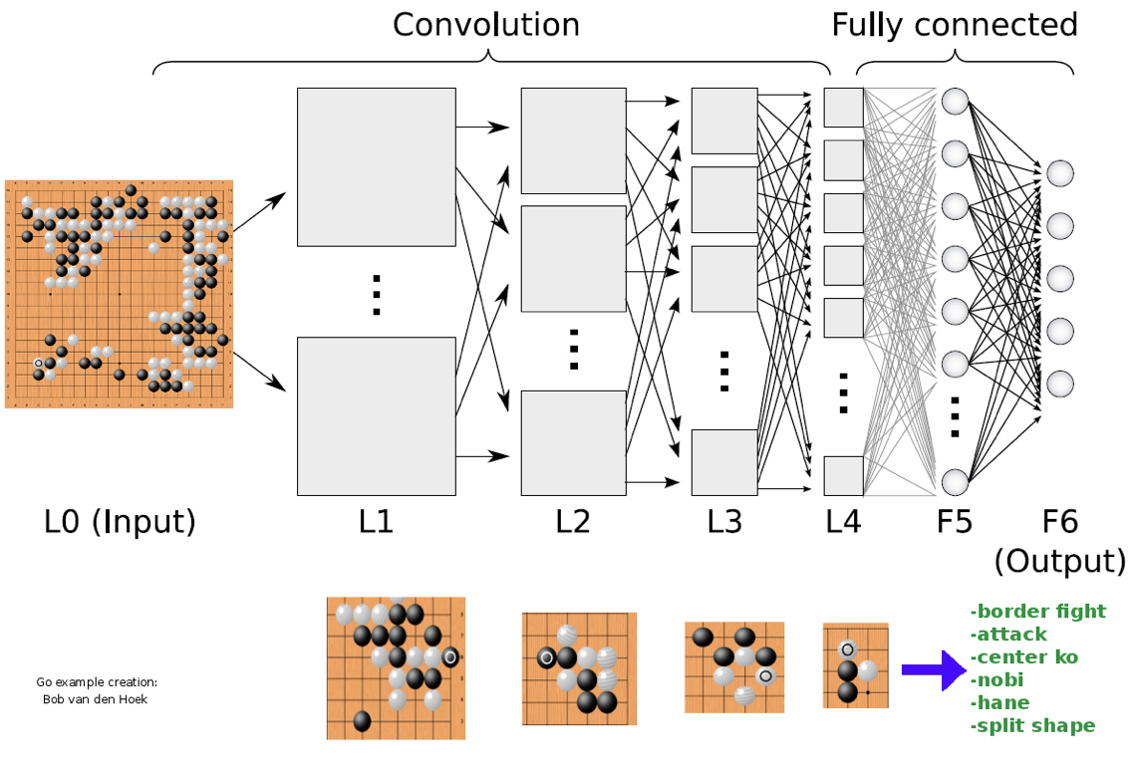 Convolution
Fully connected
L0 (Input)
L1
L2
L3
L4
F5
F6
(Output)
-border fight
-attack
-center ko
-nobi
-hane
-split shape
Go example creation:
Bob van den Hoek